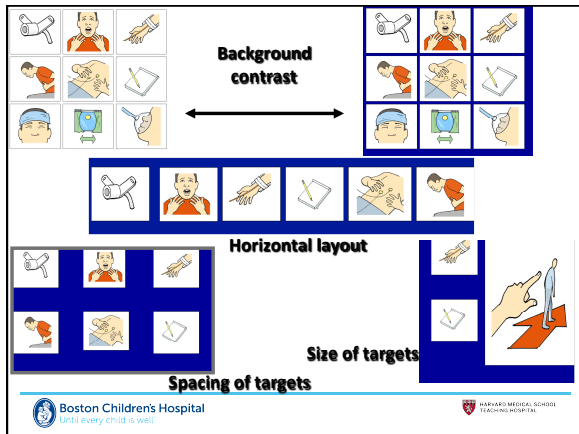 Background
contrast
Horizontal layout
Size of targets
Spacing of targets
Boston Children's Hospital
Until every child is well
HARVARD MEDICAL SCHOOL
TEACHING HOSPITAL